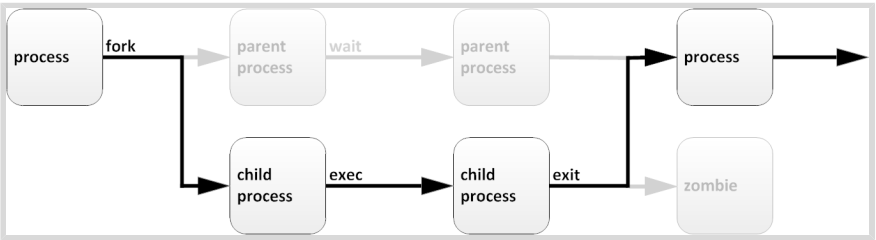 process
fork
parent
process
wait
parent
process
process
child
process
exec
child
process
exit
zombie